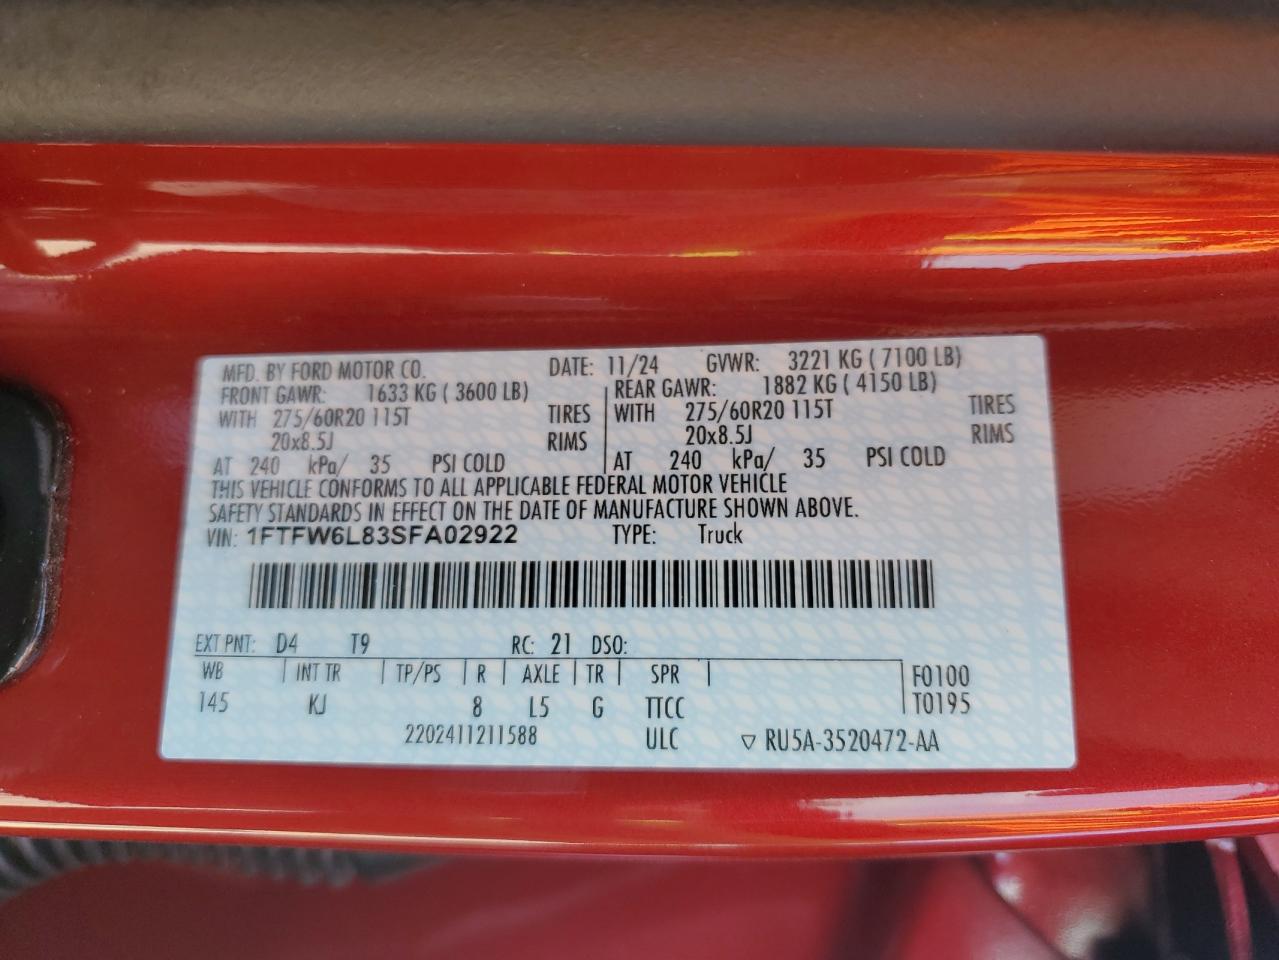 MFD. BY FORD MOTOR CO. DATE: 11/24 GVWR: 3221 KG ( 7100 LB)
FRONT GAWR: 1633 KG ( 3600 LB) REAR GAWR: 1882 KG ( 4150 LB)
WITH 275/60R20 115T TIRES WITH 275/60R20 115T TIRES
20x8.5J RIMS 20x8.5J RIMS
AT 240 kPa/ 35 PSI COLD AT 240 kPa/ 35 PSI COLD
THIS VEHICLE CONFORMS TO ALL APPLICABLE FEDERAL MOTOR VEHICLE
SAFETY STANDARDS IN EFFECT ON THE DATE OF MANUFACTURE SHOWN ABOVE.
VIN: 1FTFW6L83SFA02922 TYPE: Truck
EXT PNT: D4 T9 RC: 21 DSO:
WB INT TR TP/PS R AXLE TR SPR F0100
145 KJ 8 L5 G TTCC T0195
2202411211588 ULC ▽ RU5A-3520472-AA